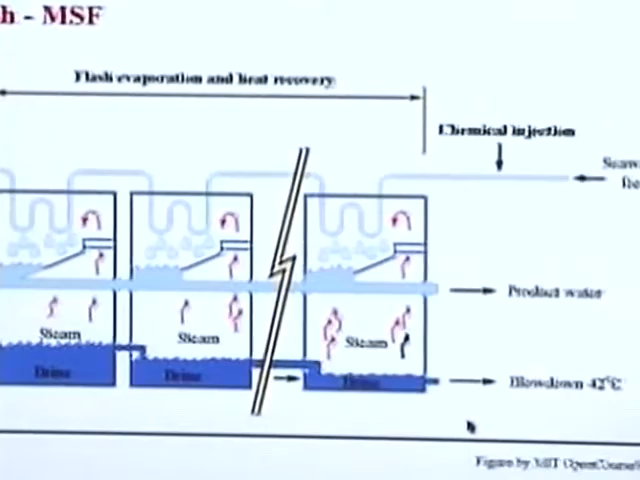 h - MSF
Flash evaporation and heat recovery
Chemical injection
Product water
Steam
Steam
Steam
Brine
Brine
Brine
Blowdown 42°C
Figure by MIT OpenCourse